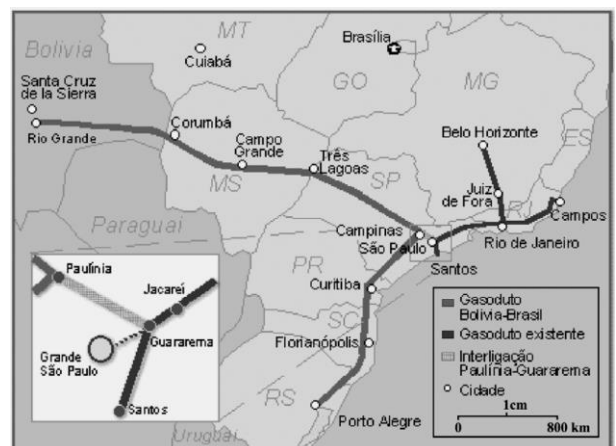 MT
Bolivia
Brasília
Cuiabá
GO
MG
Santa Cruz
de la Sierra
Rio Grande
Corumbá
Campo
Grande
Três
Lagoas
MS
Belo Horizonte
ES
SP
Juiz
de Fora
RJ
Campos
Paraguai
Campinas
São Paulo
Rio de Janeiro
Santos
PR
Curitiba
SC
Florianópolis
RS
Porto Alegre
Uruguai
Paulínia
Jacareí
Guararema
Grande
São Paulo
Santos
Gasoduto
Bolivia-Brasil
Gasoduto existente
Interligação
Paulínia-Guararema
Cidade
1cm
0
800 km